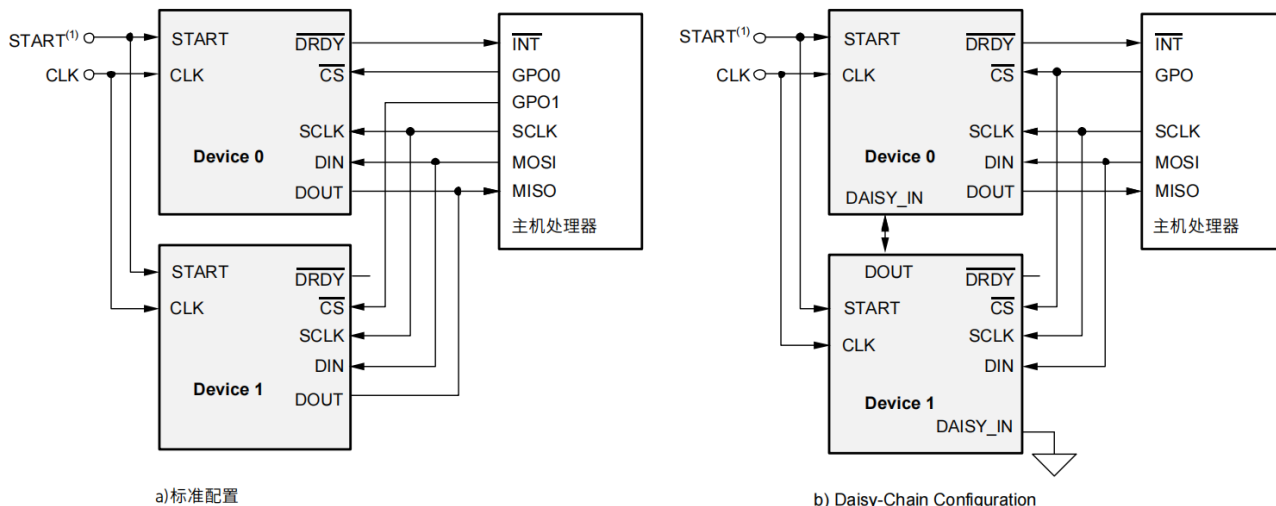 START(1)
CLK
START
CLK
DRDY
CS
SCLK
DIN
DOUT
Device 0
INT
GPO0
GPO1
SCLK
MOSI
MISO
主机处理器
START
CLK
DRDY
CS
SCLK
DIN
DOUT
Device 1
a)标准配置
START(1)
CLK
START
CLK
DRDY
CS
SCLK
DIN
DOUT
Device 0
DAISY_IN
INT
GPO
SCLK
MOSI
MISO
主机处理器
DOUT
START
CLK
DRDY
CS
SCLK
DIN
Device 1
DAISY_IN
b) Daisy-Chain Configuration